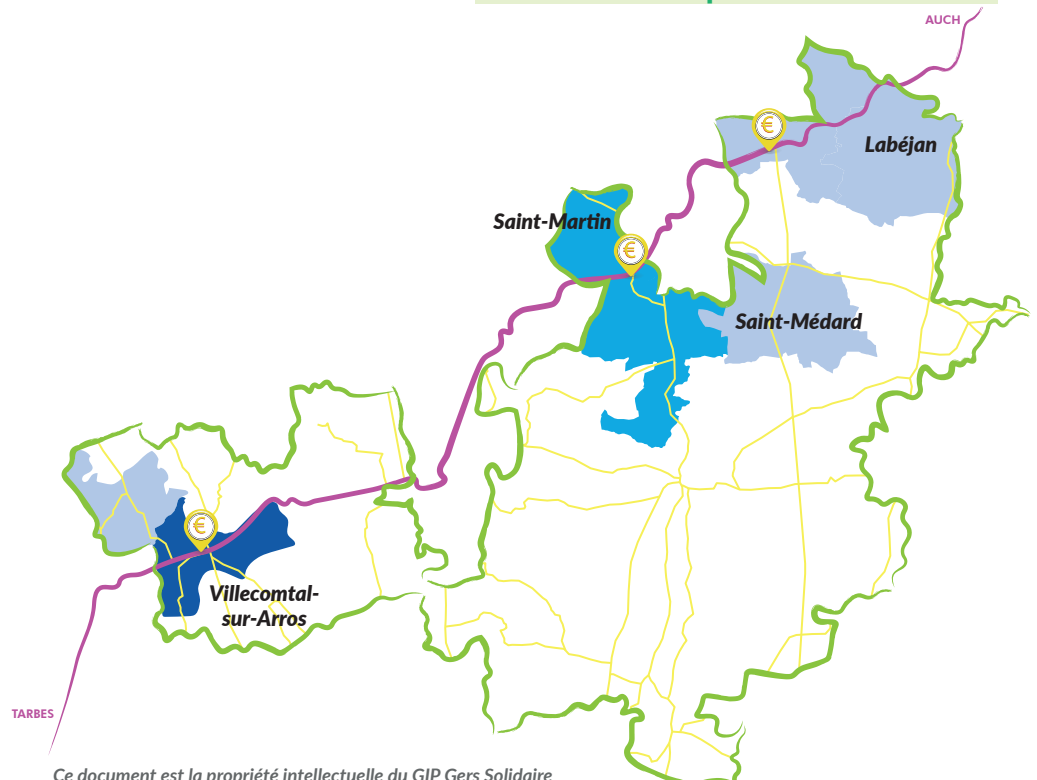 AUCH
Labéjan
€
Saint-Martin
€
Saint-Médard
€
Villecomtal-
sur-Arros
TARBES
Ce document est la propriété intellectuelle du GIP Gers Solidaire